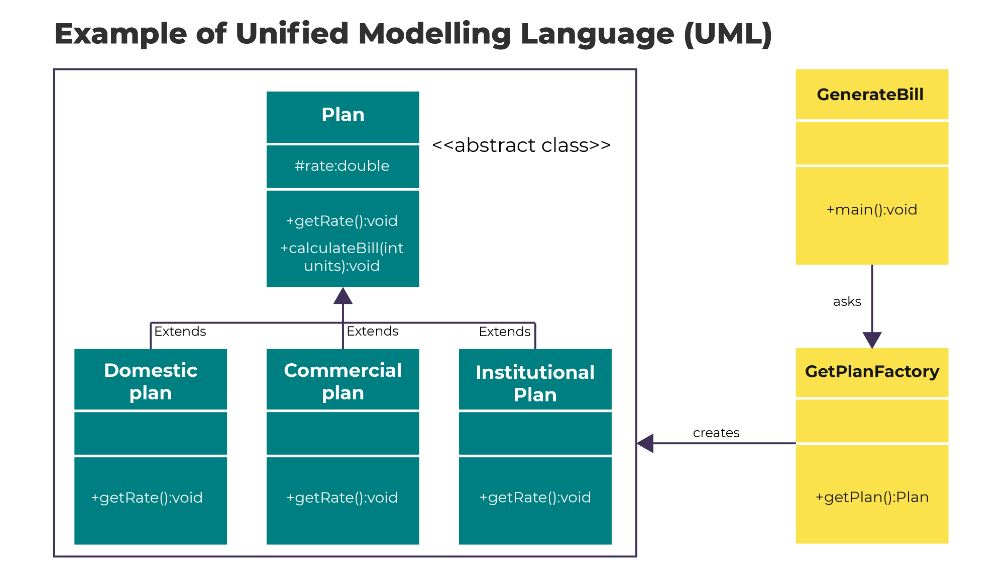 Example of Unified Modelling Language (UML)
Plan
<<abstract class>>
#rate:double
+getRate():void
+calculateBill(int
units):void
Extends
Extends
Extends
Domestic
plan
+getRate():void
Commercial
plan
+getRate():void
Institutional
Plan
+getRate():void
GenerateBill
+main():void
asks
GetPlanFactory
+getPlan():Plan
creates